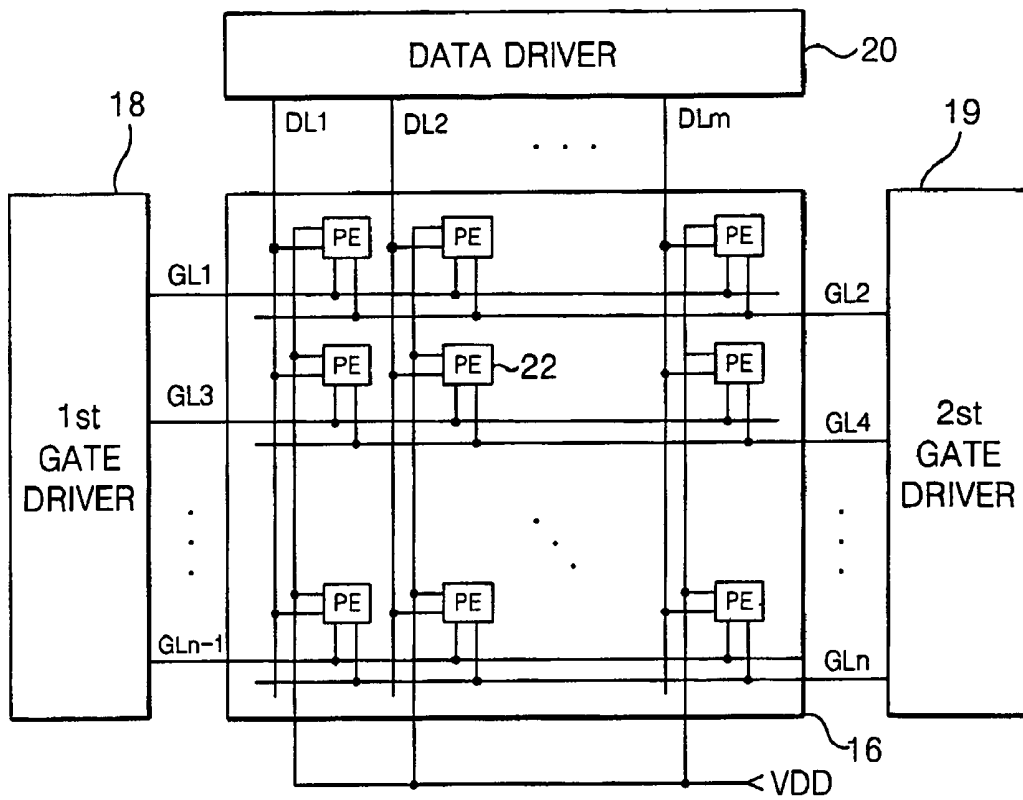 DATA DRIVER
20
18
DL1
DL2
DLm
. . .
19
PE
PE
PE
GL1
GL2
PE
PE
22
PE
GL3
GL4
1st
GATE
DRIVER
2st
GATE
DRIVER
PE
PE
PE
GLn-1
GLn
16
VDD